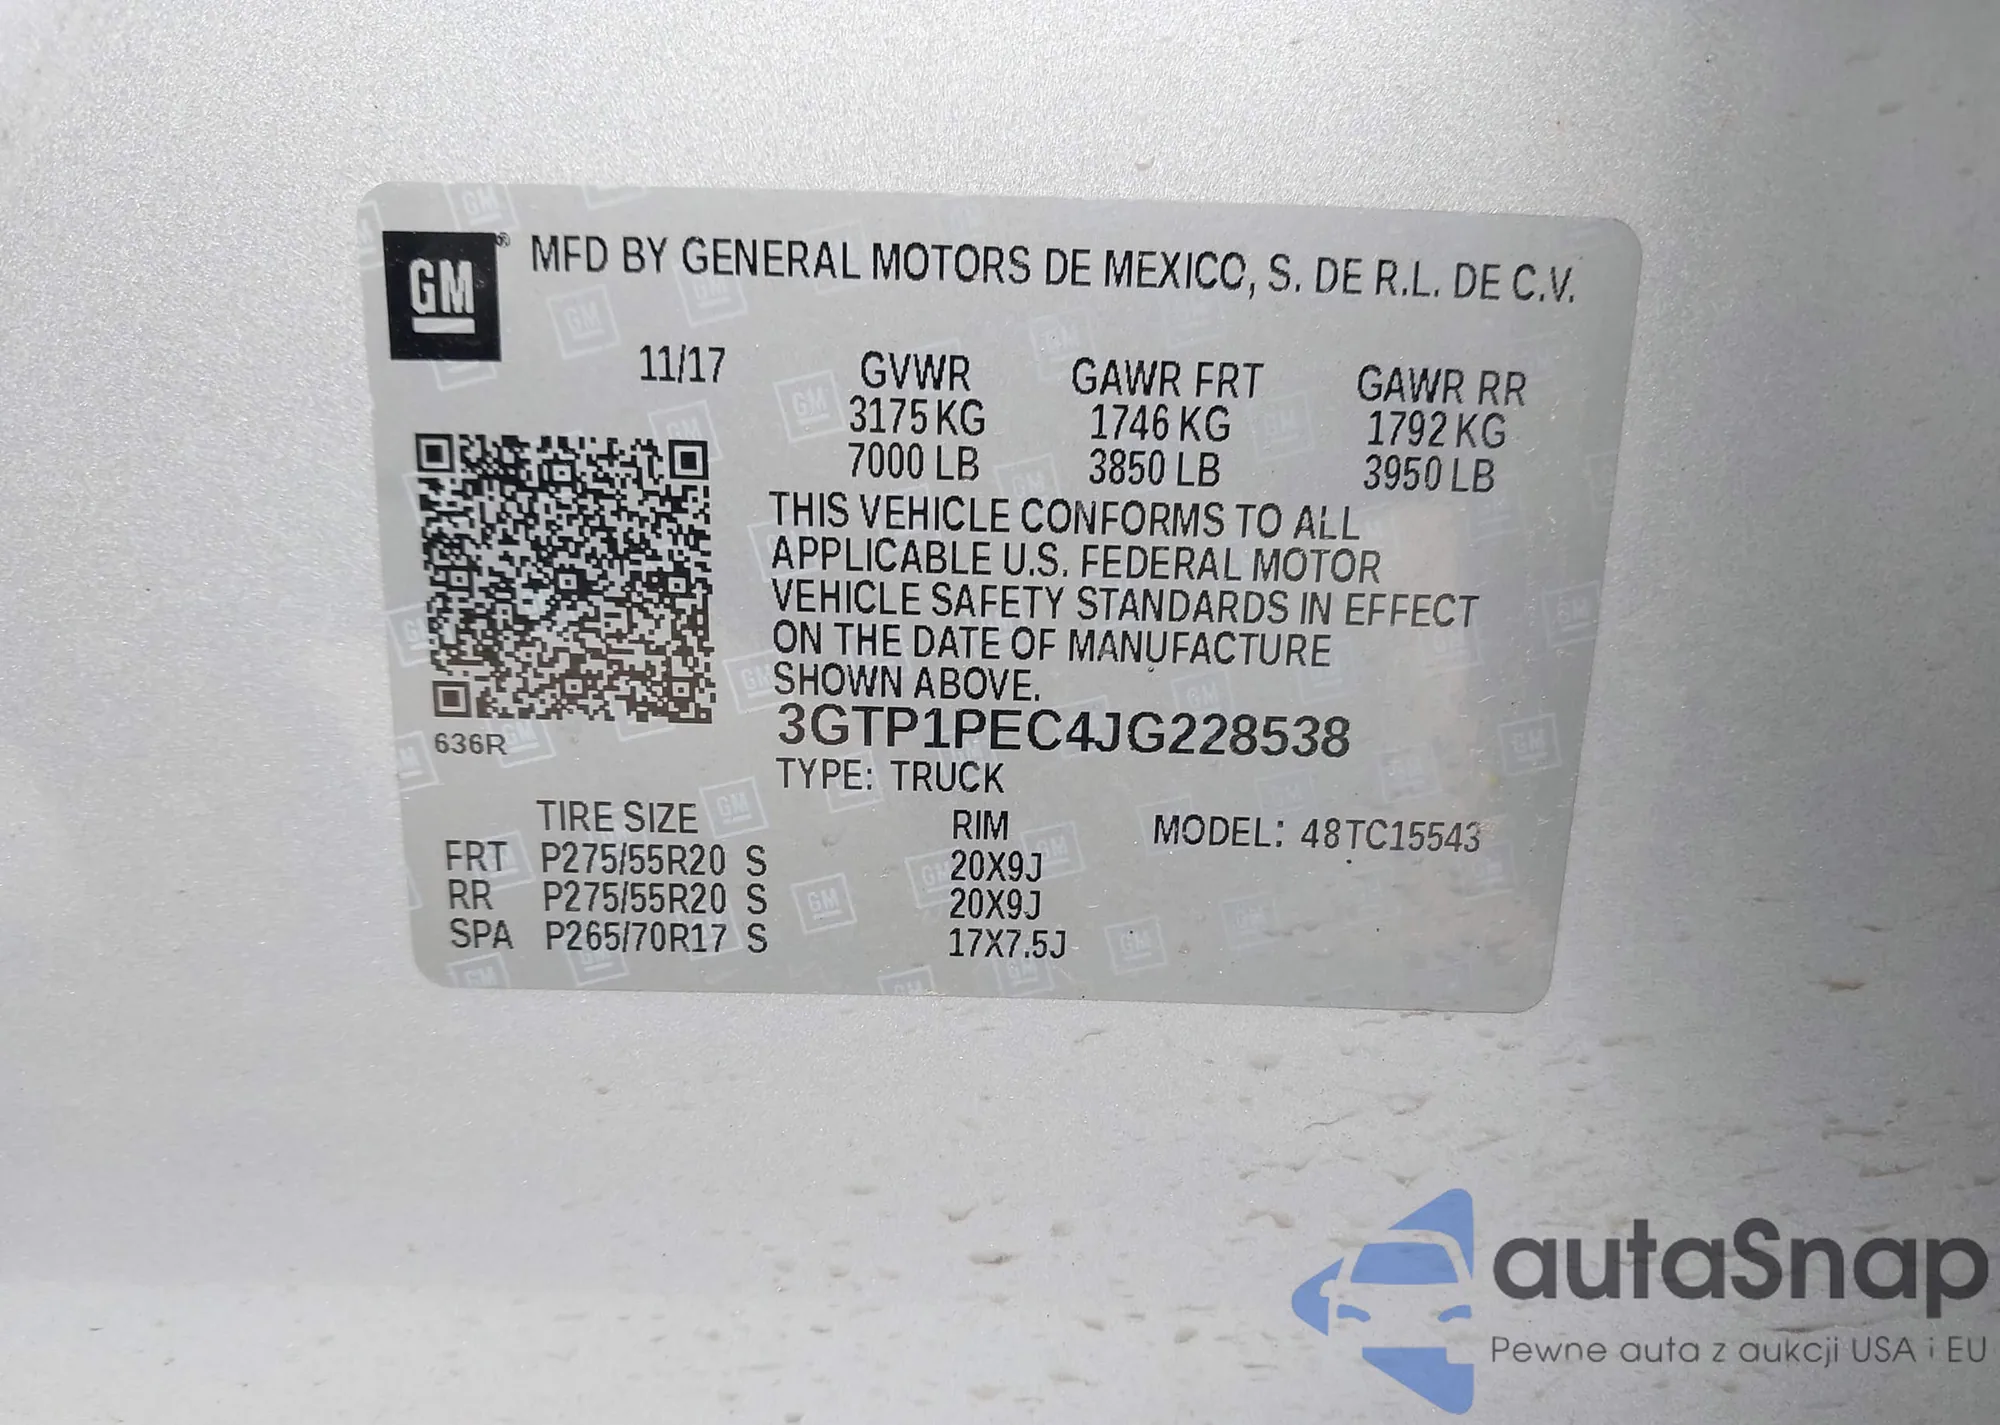 GM ® MFD BY GENERAL MOTORS DE MEXICO, S. DE R.L. DE C.V.
11/17 GVWR GAWR FRT GAWR RR
3175 KG 1746 KG 1792 KG
7000 LB 3850 LB 3950 LB
THIS VEHICLE CONFORMS TO ALL
APPLICABLE U.S. FEDERAL MOTOR
VEHICLE SAFETY STANDARDS IN EFFECT
ON THE DATE OF MANUFACTURE
SHOWN ABOVE.
3GTP1PEC4JG228538
636R
TYPE: TRUCK
TIRE SIZE RIM MODEL: 48TC15543
FRT P275/55R20 S 20X9J
RR P275/55R20 S 20X9J
SPA P265/70R17 S 17X7.5J
autaSnap
Pewne auta z aukcji USA i EU